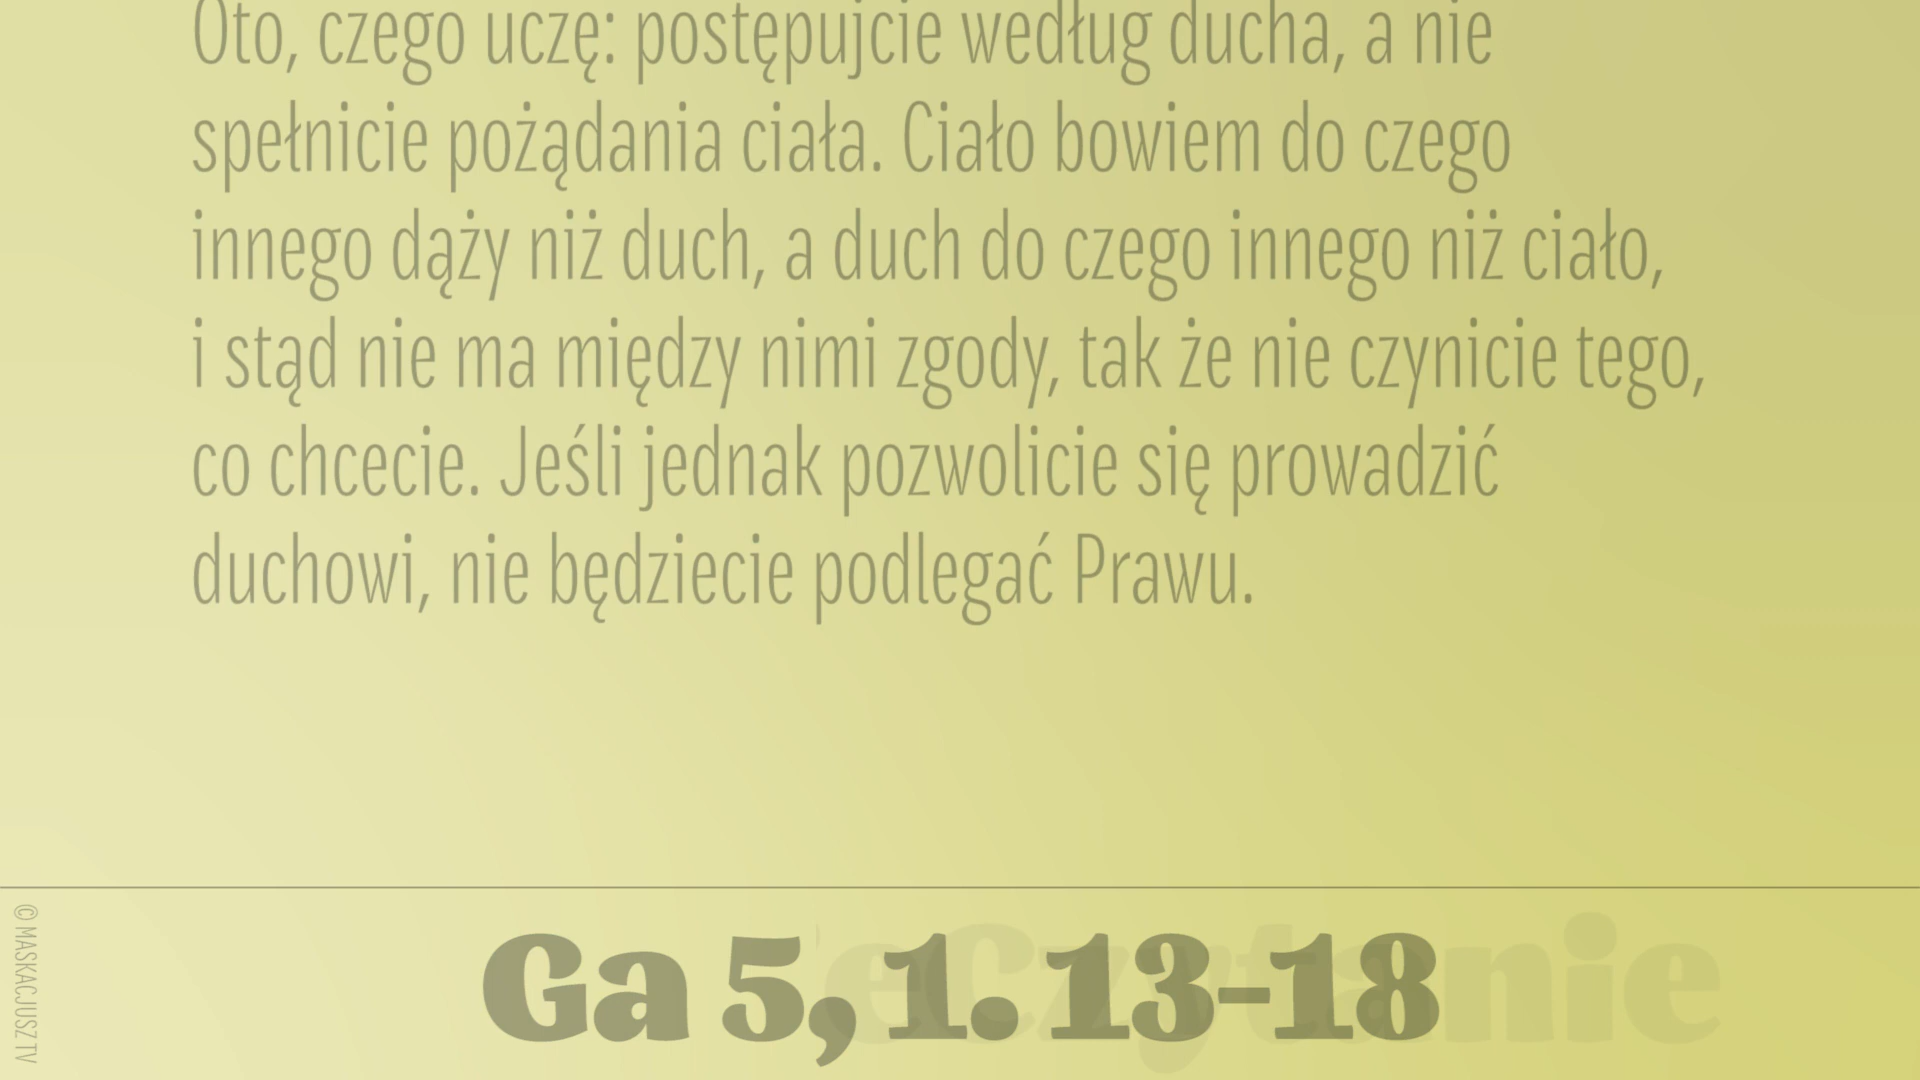 Oto, czego uczę: postępujcie według ducha, a nie
spełnicie pożądania ciała. Ciało bowiem do czego
innego dąży niż duch, a duch do czego innego niż ciało,
i stąd nie ma między nimi zgody, tak że nie czynicie tego,
co chcecie. Jeśli jednak pozwolicie się prowadzić
duchowi, nie będziecie podlegać Prawu.
Ga 5, 1. 13-18
eCzytanie
© MASKACJUSZ TV